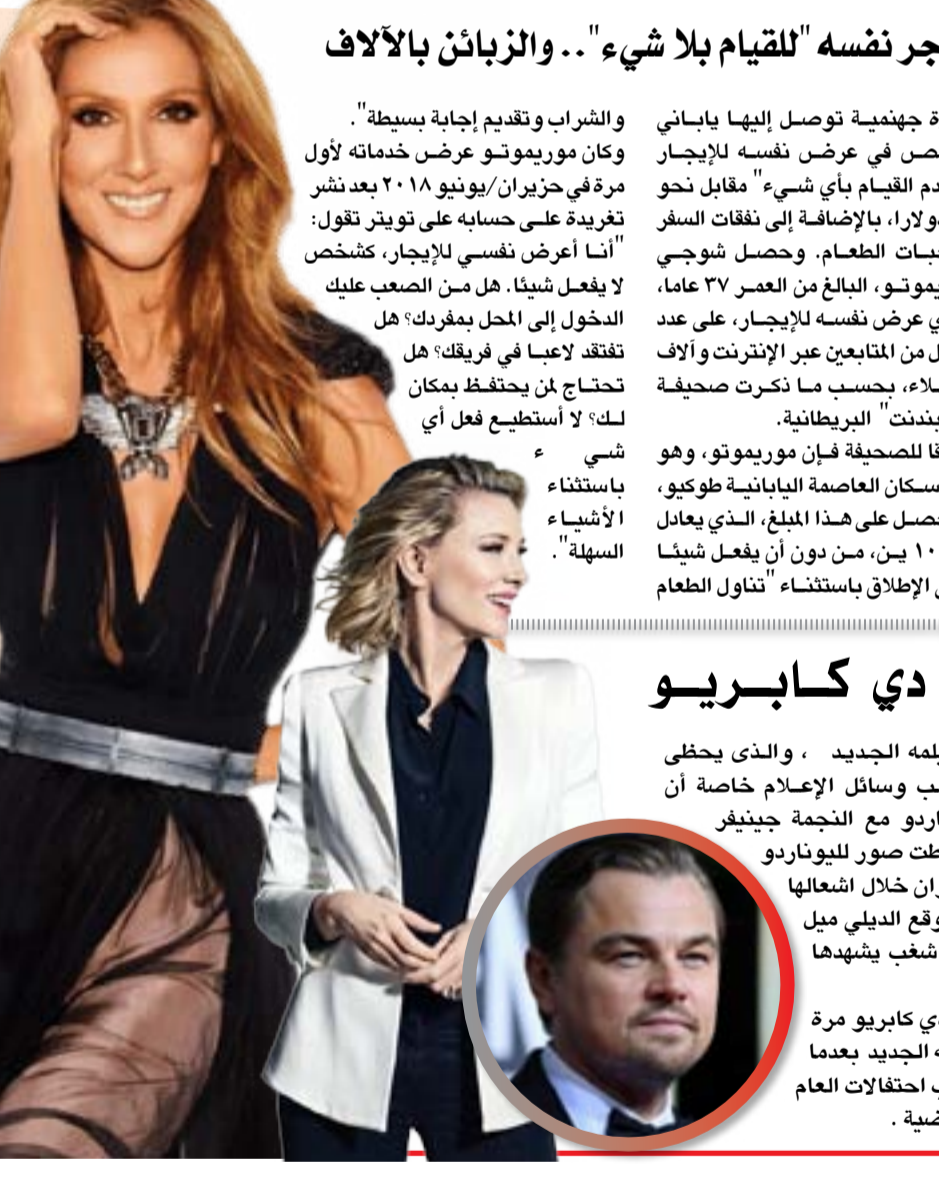 جر نفسه "للقيام بلا شيء".. والزبائن بالآلاف
ة جهنمية توصل إليها ياباني
صص في عرض نفسه للإيجار
دم القيام بأي شيء" مقابل نحو
دولارا، بالإضافة إلى نفقات السفر
جبات الطعام. وحصل شوجي
يموتو، البالغ من العمر ٣٧ عاما،
ي عرض نفسه للإيجار، على عدد
ل من المتابعين عبر الإنترنت وآلاف
ملاء، بحسب ما ذكرت صحيفة
بندنت" البريطانية.
قا للصحيفة فإن موريموتو، وهو
سكان العاصمة اليابانية طوكيو،
حصل على هذا المبلغ، الذي يعادل
١٠ ين، من دون أن يفعل شيئا
ى الإطلاق باستثناء "تناول الطعام
والشراب وتقديم إجابة بسيطة".
وكان موريموتو عرض خدماته لأول
مرة في حزيران/يونيو ٢٠١٨ بعد نشر
تغريدة على حسابه على تويتر تقول:
"أنا أعرض نفسي للإيجار، كشخص
لا يفعل شيئا. هل من الصعب عليك
الدخول إلى المحل بمفردك؟ هل
تفتقد لاعبا في فريقك؟ هل
تحتاج لمن يحتفظ بمكان
لك؟ لا أستطيع فعل أي
شي ء
باستثناء
الأشياء
السهلة".
دي كابريو
يلمه الجديد ، والذى يحظى
ب وسائل الإعلام خاصة أن
اردو مع النجمة جينيفر
طت صور لليوناردو
ان خلال اشعالها
وقع الديلي ميل
شغب يشهدها
ي كابريو مرة
ه الجديد بعدما
ب احتفالات العام
ضية .